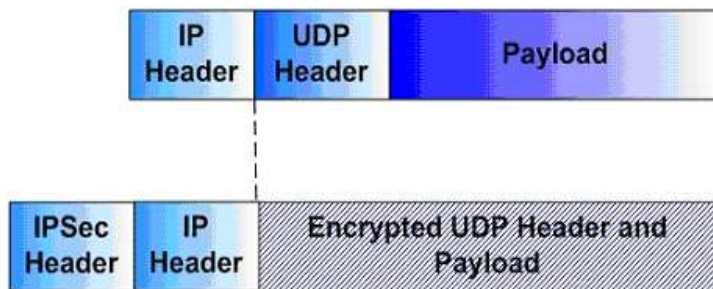 IP
Header
UDP
Header
Payload
IPSec
Header
IP
Header
Encrypted UDP Header and
Payload